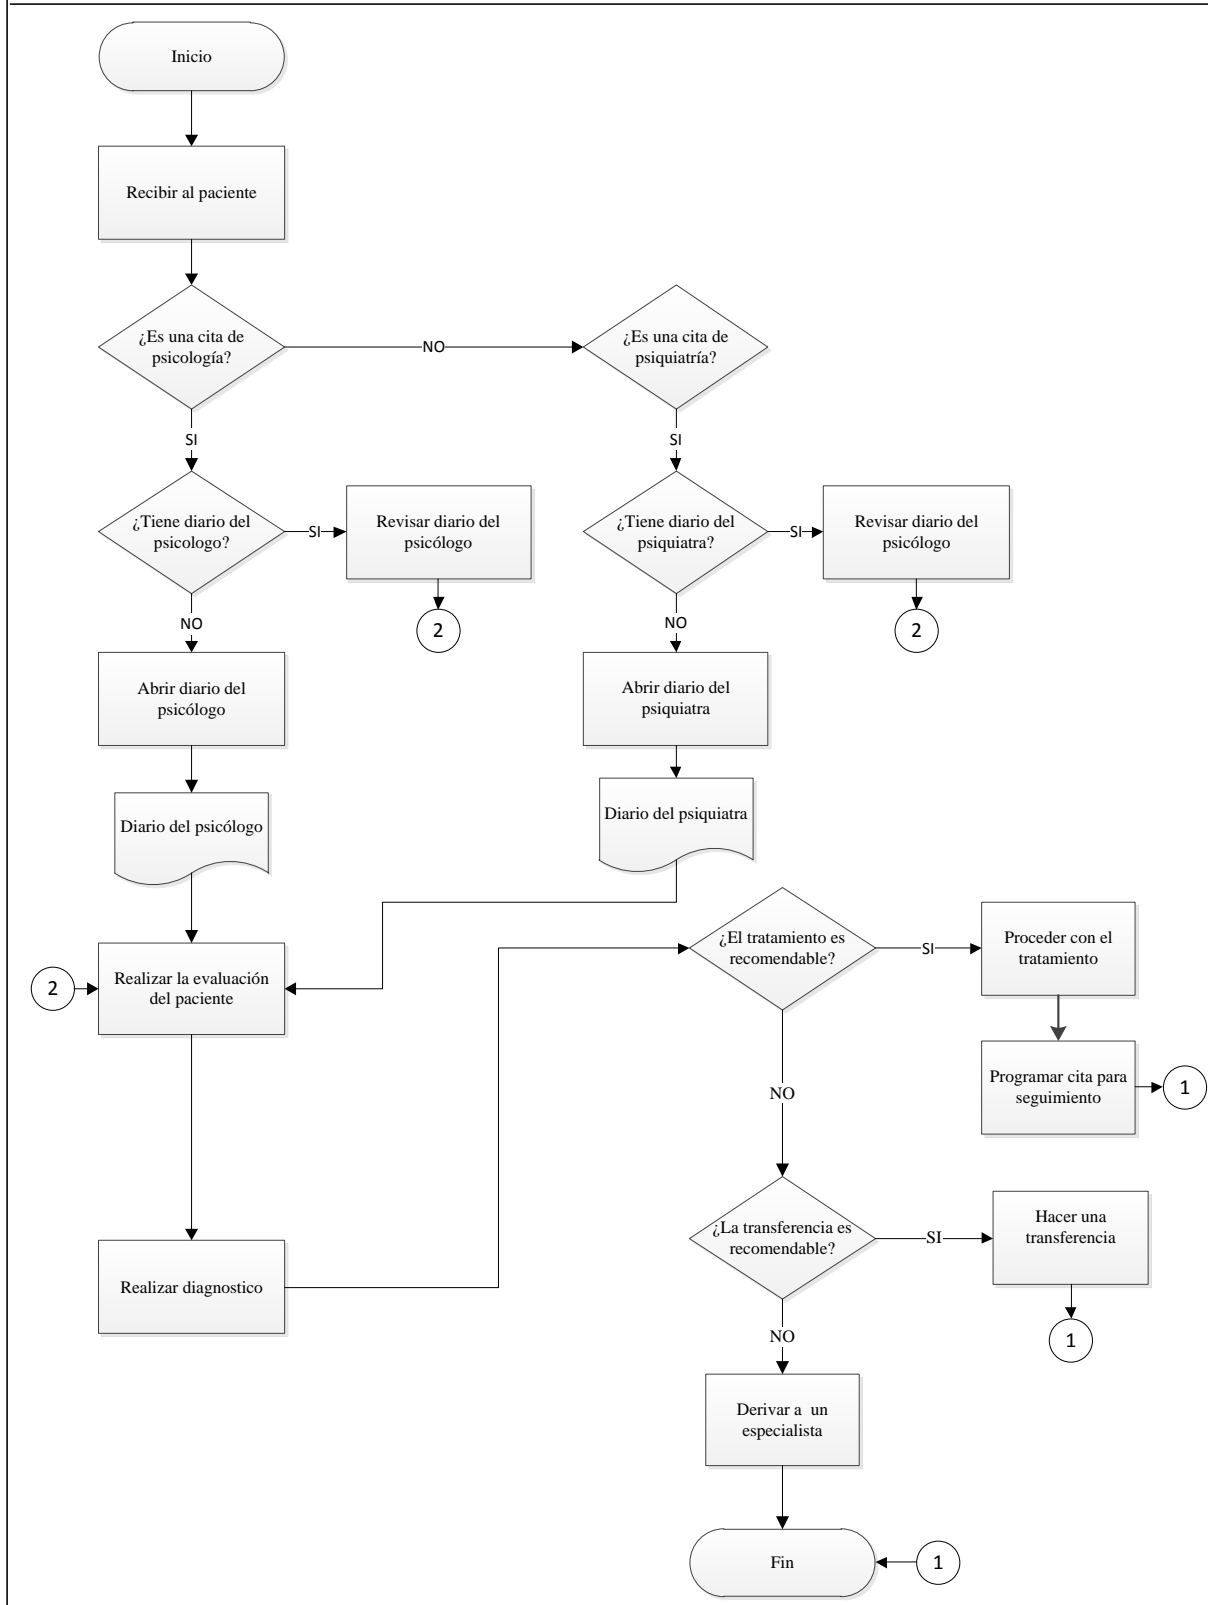 Inicio
Recibir al paciente
¿Es una cita de
psicología?
NO
¿Es una cita de
psiquiatría?
SI
SI
¿Tiene diario del
psicologo?
SI
Revisar diario del
psicólogo
¿Tiene diario del
psiquiatra?
SI
Revisar diario del
psicólogo
NO
2
NO
2
Abrir diario del
psicólogo
Abrir diario del
psiquiatra
Diario del psicólogo
Diario del psiquiatra
¿El tratamiento es
recomendable?
SI
Proceder con el
tratamiento
2
Realizar la evaluación
del paciente
NO
Programar cita para
seguimiento
1
¿La transferencia es
recomendable?
SI
Hacer una
transferencia
Realizar diagnostico
NO
1
Derivar a  un
especialista
Fin
1